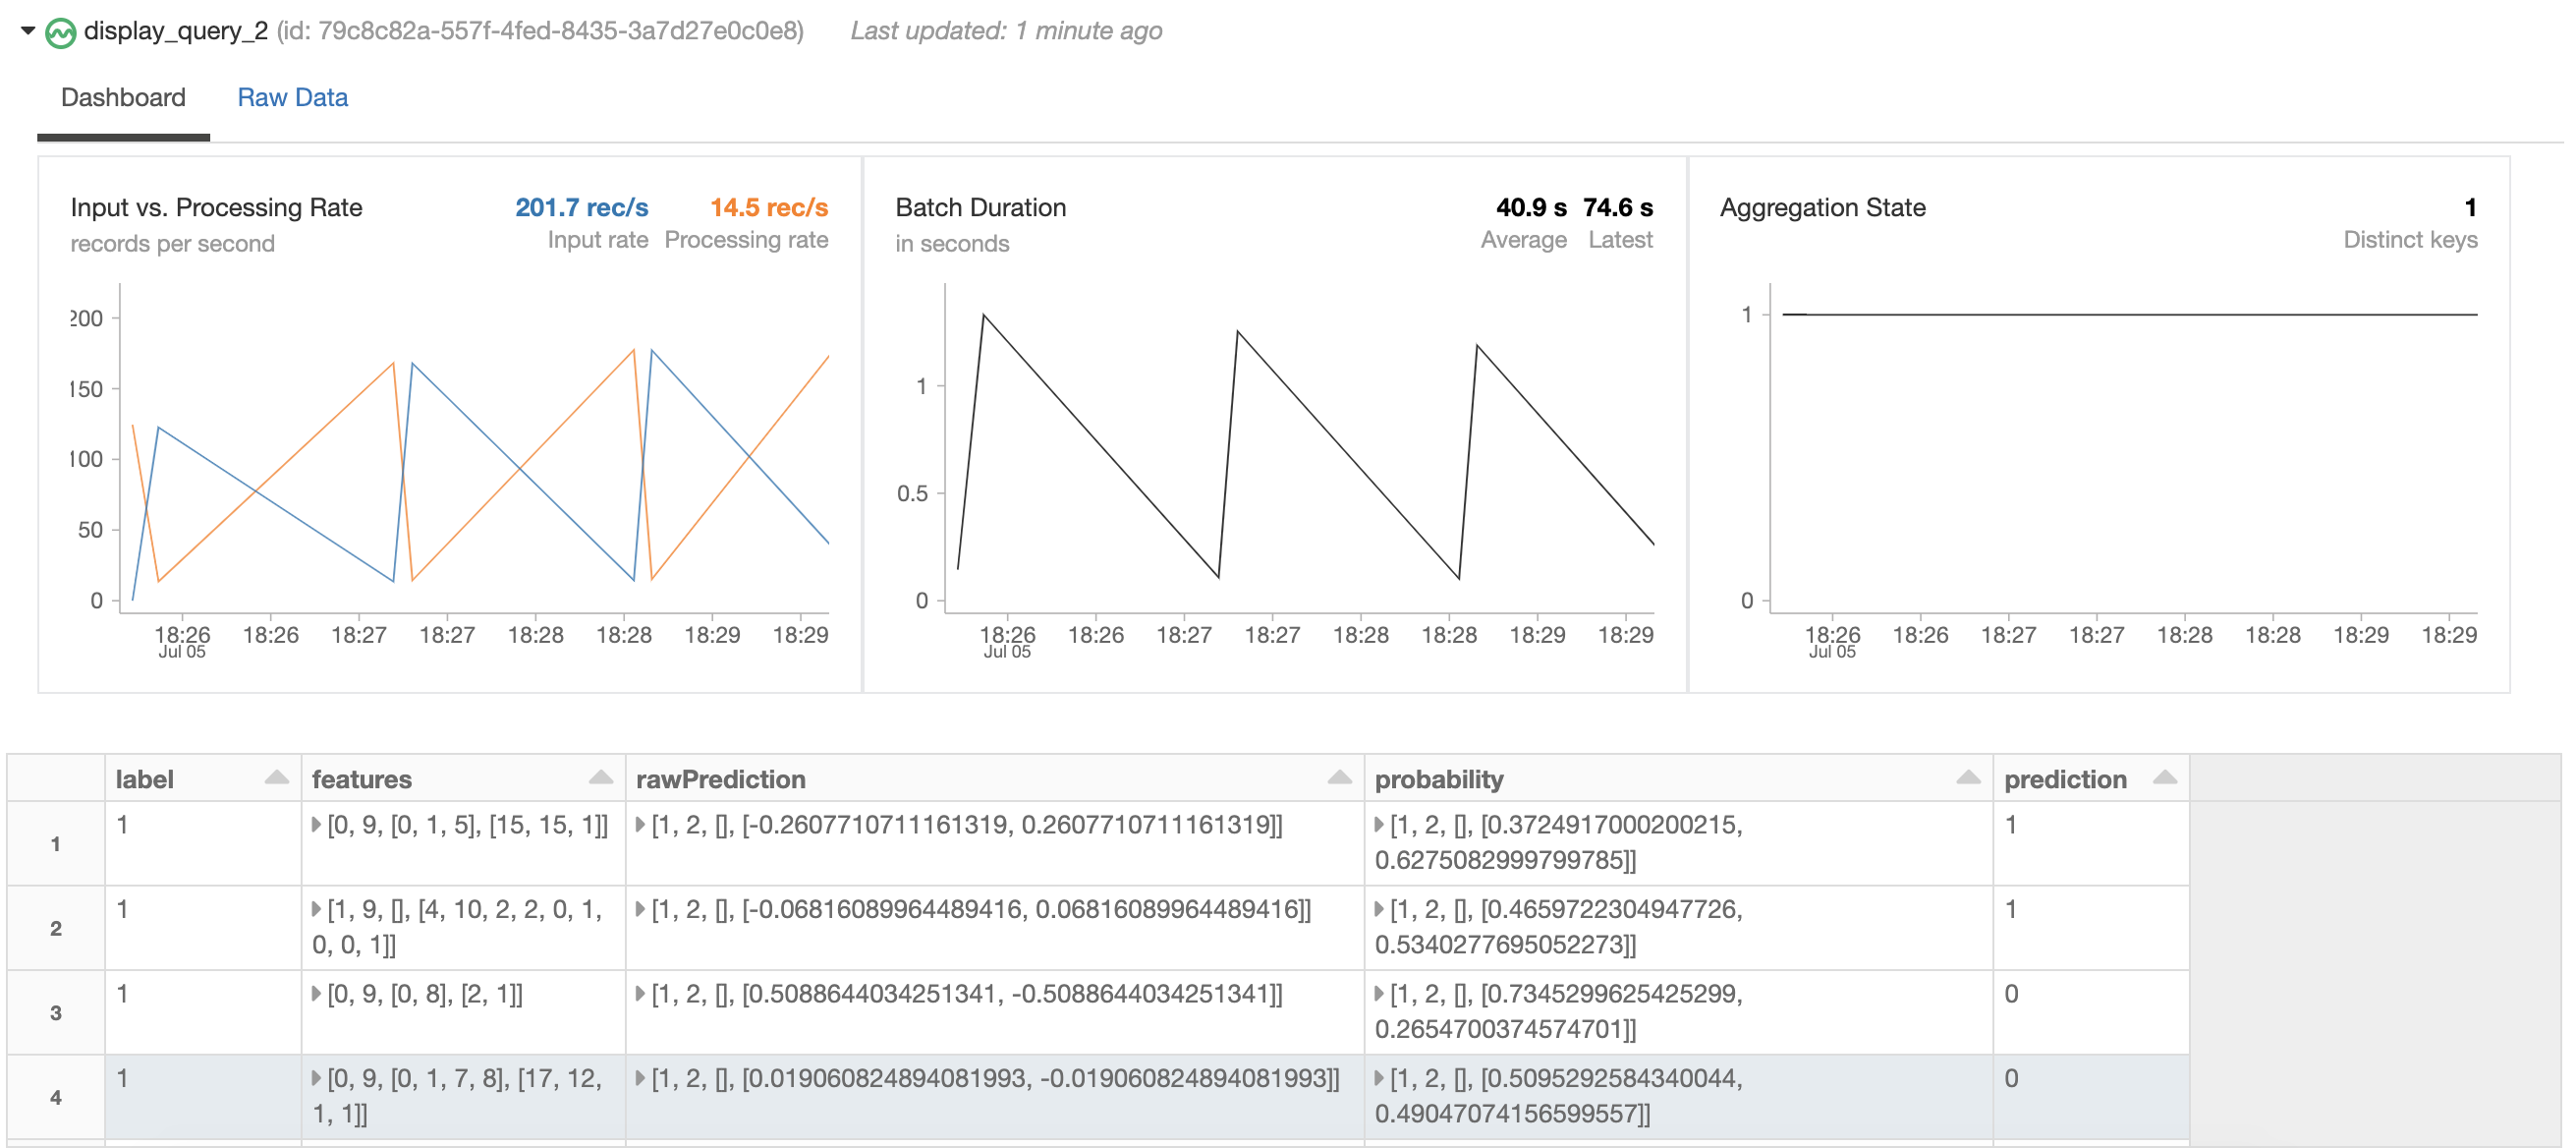 display_query_2 (id: 79c8c82a-557f-4fed-8435-3a7d27e0c0e8) Last updated: 1 minute ago
Dashboard Raw Data
Input vs. Processing Rate 201.7 rec/s 14.5 rec/s
records per second Input rate Processing rate
200
150
100
50
0
18:26 18:26 18:27 18:27 18:28 18:28 18:29 18:29
Jul 05
Batch Duration 40.9 s 74.6 s
in seconds Average Latest
1
0.5
0
18:26 18:26 18:27 18:27 18:28 18:28 18:29 18:29
Jul 05
Aggregation State 1
Distinct keys
1
0
18:26 18:26 18:27 18:27 18:28 18:28 18:29 18:29
Jul 05
label features rawPrediction probability prediction
1 1 [0, 9, [0, 1, 5], [15, 15, 1]] [1, 2, [], [-0.2607710711161319, 0.2607710711161319]] [1, 2, [], [0.3724917000200215, 1
0.6275082999799785]]
2 1 [1, 9, [], [4, 10, 2, 2, 0, 1, [1, 2, [], [-0.06816089964489416, 0.06816089964489416]] [1, 2, [], [0.4659722304947726, 1
0, 0, 1]] 0.5340277695052273]]
3 1 [0, 9, [0, 8], [2, 1]] [1, 2, [], [0.5088644034251341, -0.5088644034251341]] [1, 2, [], [0.7345299625425299, 0
0.2654700374574701]]
4 1 [0, 9, [0, 1, 7, 8], [17, 12, [1, 2, [], [0.019060824894081993, -0.019060824894081993]] [1, 2, [], [0.5095292584340044, 0
1, 1]] 0.49047074156599557]]